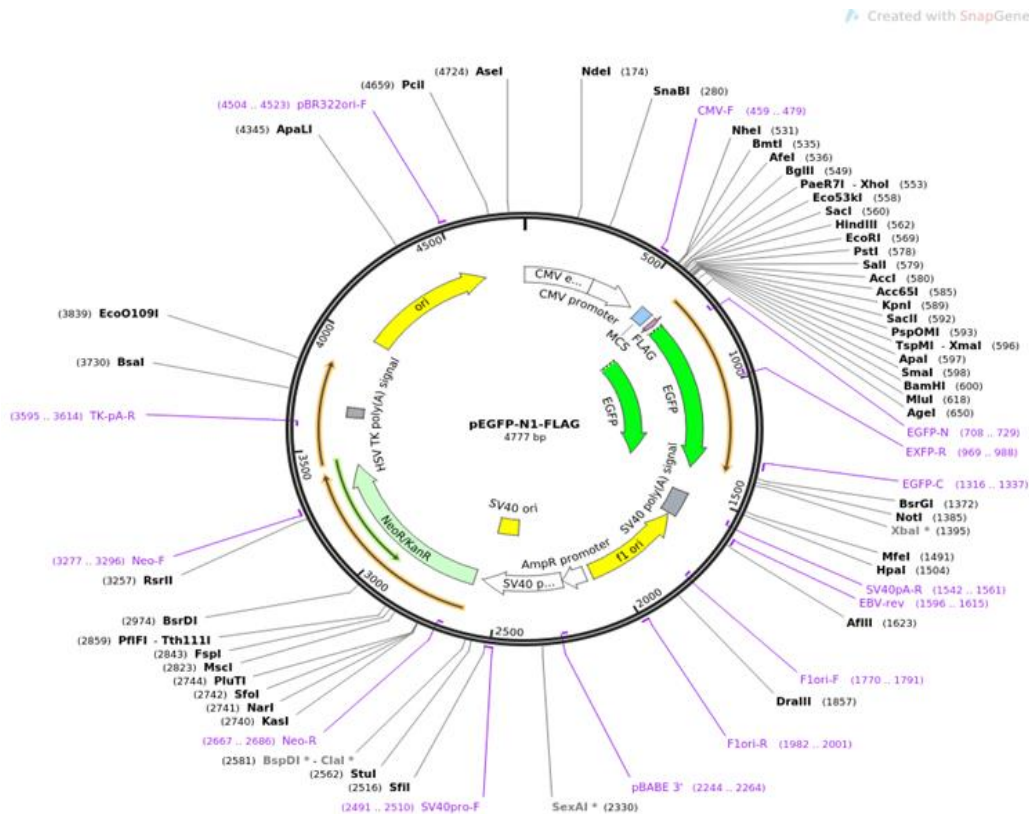 Created with SnapGene
(4724) AseI
NdeI (174)
(4659) PciI
SnaBI (280)
(4504 .. 4523) pBR322ori-F
CMV-F (459 .. 479)
(4345) ApaLI
NheI (531)
BmtI (535)
AfeI (536)
BglII (549)
PaeR7I - XhoI (553)
Eco53kI (558)
SacI (560)
HindIII (562)
EcoRI (569)
PstI (578)
SalI (579)
AccI (580)
Acc65I (585)
KpnI (589)
SacII (592)
PspOMI (593)
TspMI - XmaI (596)
ApaI (597)
SmaI (598)
BamHI (600)
MluI (618)
AgeI (650)
EGFP-N (708 .. 729)
EXFP-R (969 .. 988)
EGFP-C (1316 .. 1337)
BsrGI (1372)
NotI (1385)
XbaI * (1395)
MfeI (1491)
HpaI (1504)
SV40pA-R (1542 .. 1561)
EBV-rev (1596 .. 1615)
AflII (1623)
F1ori-F (1770 .. 1791)
DraIII (1857)
F1ori-R (1982 .. 2001)
pBABE 3' (2244 .. 2264)
SexAI * (2330)
(2491 .. 2510) SV40pro-F
(2516) SfiI
(2562) StuI
(2581) BspDI * - ClaI *
(2667 .. 2686) Neo-R
(2740) KasI
(2741) NarI
(2742) SfoI
(2744) PluTI
(2823) MscI
(2843) FspI
(2859) PflFI - Tth111I
(2974) BsrDI
(3257) RsrII
(3277 .. 3296) Neo-F
(3595 .. 3614) TK-pA-R
(3730) BsaI
(3839) EcoO109I
500
1000
1500
2000
2500
3000
3500
4000
4500
CMV e...
CMV promoter
MCS
FLAG
EGFP
EGFP
SV40 poly(A) signal
f1 ori
AmpR promoter
SV40 p...
SV40 ori
NeoR/KanR
HSV TK poly(A) signal
ori
pEGFP-N1-FLAG
4777 bp